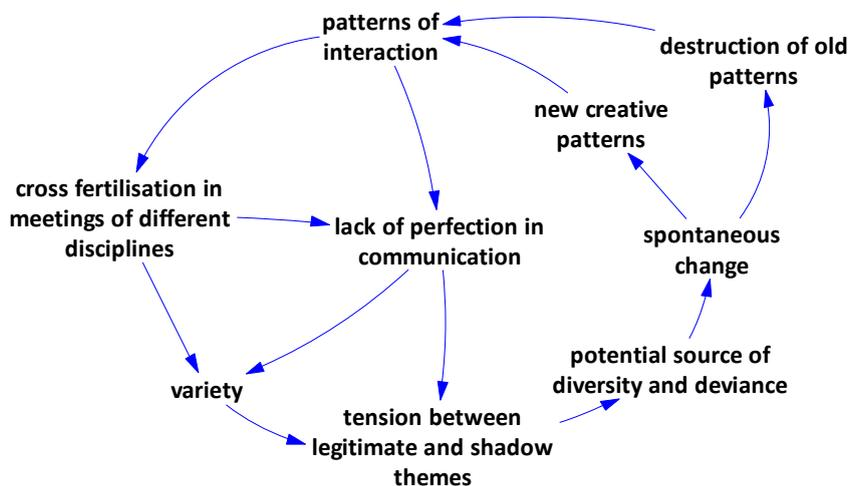 patterns of
interaction
destruction of old
patterns
new creative
patterns
cross fertilisation in
meetings of different
disciplines
lack of perfection in
communication
spontaneous
change
potential source of
diversity and deviance
variety
tension between
legitimate and shadow
themes